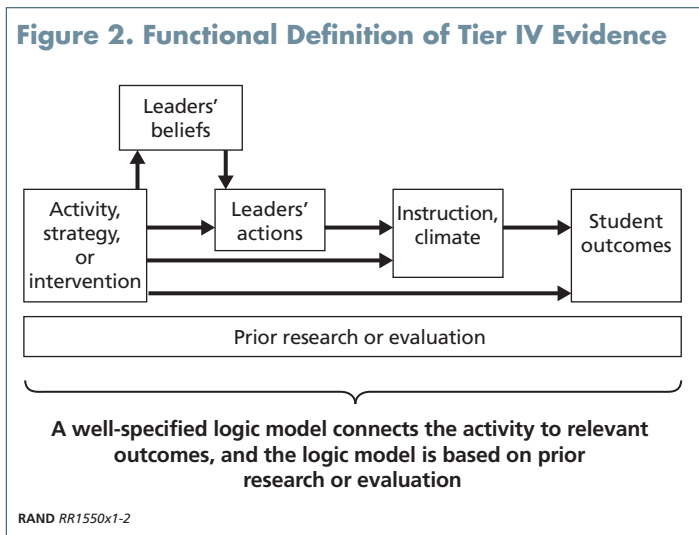 Figure 2. Functional Definition of Tier IV Evidence
Leaders’
beliefs
Activity,
strategy,
or
intervention
Leaders’
actions
Instruction,
climate
Student
outcomes
Prior research or evaluation
A well-specified logic model connects the activity to relevant
outcomes, and the logic model is based on prior
research or evaluation
RAND RR1550x1-2